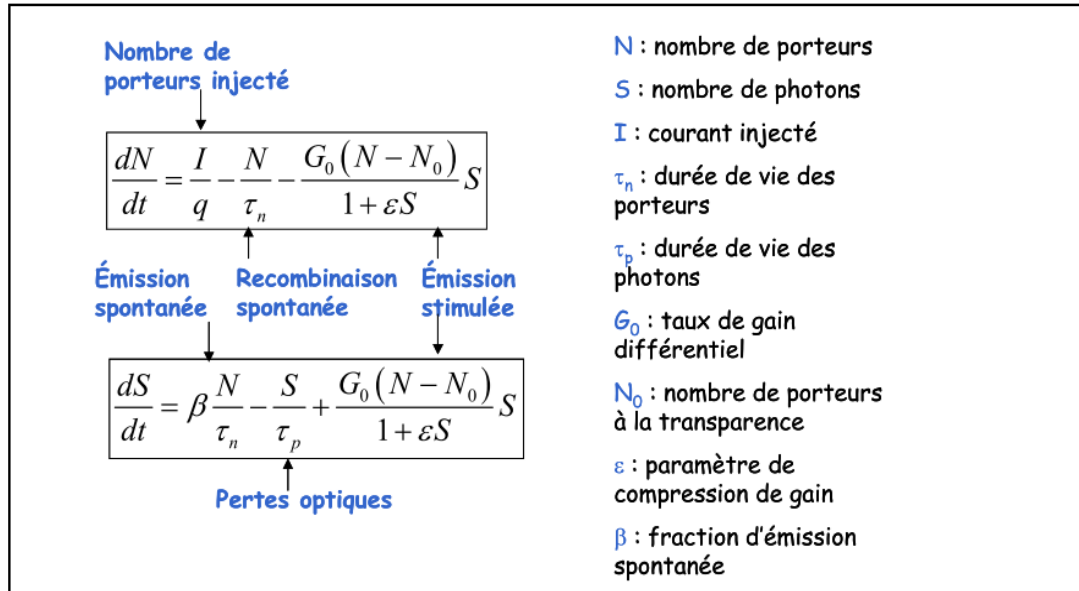 Nombre de
porteurs injecté
dN/dt = I/q − N/τₙ − G₀(N − N₀)/(1 + εS) S
Émission
spontanée
Recombinaison
spontanée
Émission
stimulée
dS/dt = β N/τₙ − S/τₚ + G₀(N − N₀)/(1 + εS) S
Pertes optiques
N : nombre de porteurs
S : nombre de photons
I : courant injecté
τₙ : durée de vie des
porteurs
τₚ : durée de vie des
photons
G₀ : taux de gain
différentiel
N₀ : nombre de porteurs
à la transparence
ε : paramètre de
compression de gain
β : fraction d'émission
spontanée